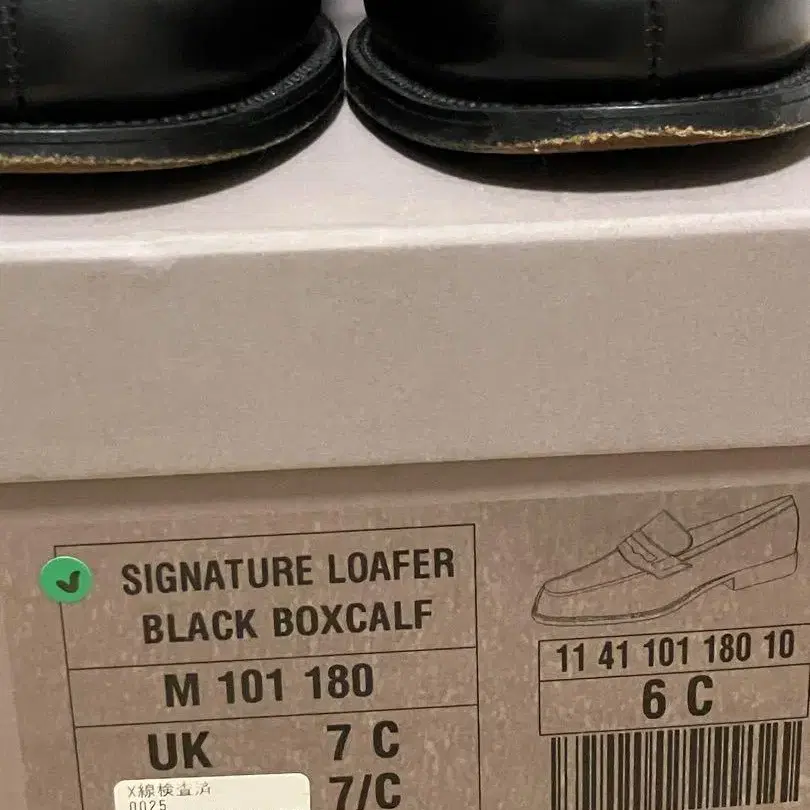 SIGNATURE LOAFER
BLACK BOXCALF
M 101 180
UK 7 C
7/C
X線検査済
0025
11 41 101 180 10
6 C